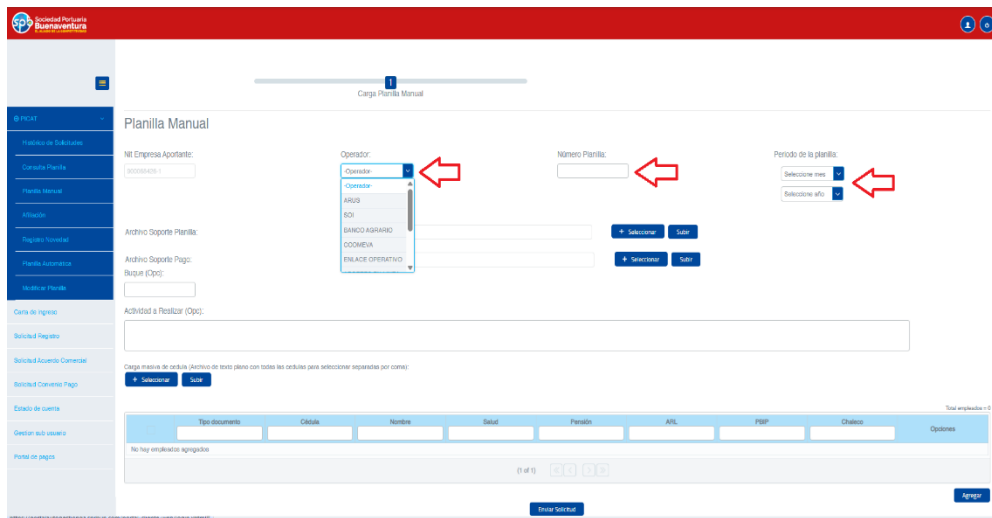 Sociedad Portuaria
Buenaventura
1
Carga Planilla Manual
PICAT
Histórico de Solicitudes
Consulta Planilla
Planilla Manual
Afiliación
Registro Novedad
Planilla Automática
Modificar Planilla
Carta de ingreso
Solicitud Registro
Solicitud Acuerdo Comercial
Solicitud Convenio Pago
Estado de cuenta
Gestion sub usuario
Portal de pagos
Planilla Manual
Nit Empresa Aportante:
Operador:
-Operador-
-Operador-
ARUS
SOI
BANCO AGRARIO
COOMEVA
ENLACE OPERATIVO
Número Planilla:
Periodo de la planilla:
Seleccione mes
Seleccione año
Archivo Soporte Planilla:
+ Seleccionar Subir
Archivo Soporte Pago:
+ Seleccionar Subir
Buque (Opc):
Actividad a Realizar (Opc):
Carga masiva de cedula (Archivo de texto plano con todas las cedulas para seleccionar separadas por coma):
+ Seleccionar Subir
Total empleados = 0
Tipo documento Cédula Nombre Salud Pensión ARL PBIP Chaleco Opciones
No hay empleados agregados
(1 of 1)
Agregar
Enviar Solicitud